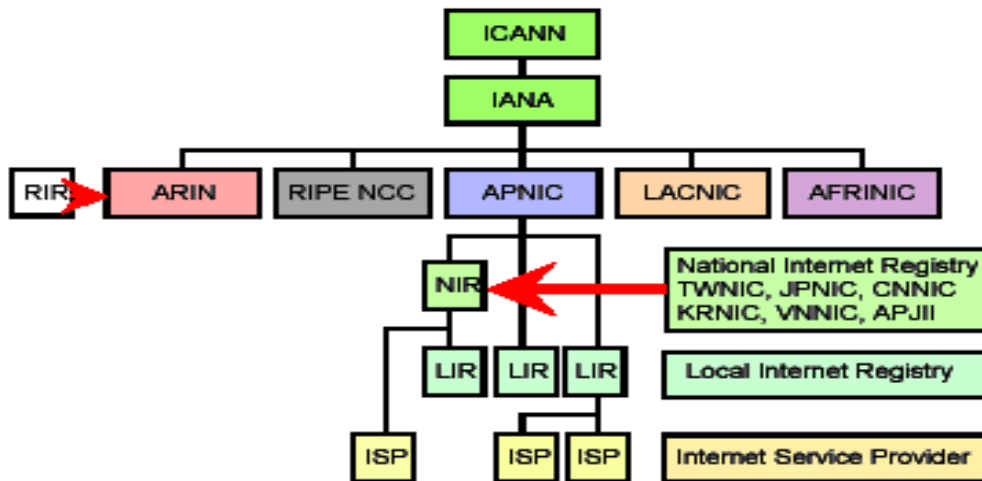 ICANN
IANA
RIR
ARIN
RIPE NCC
APNIC
LACNIC
AFRINIC
NIR
National Internet Registry
TWNIC, JPNIC, CNNIC
KRNIC, VNNIC, APJII
LIR
LIR
LIR
Local Internet Registry
ISP
ISP
ISP
Internet Service Provider